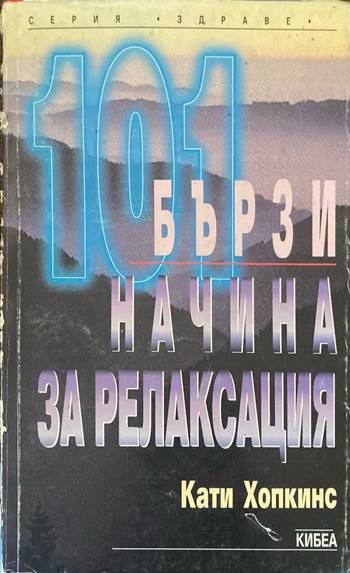 СЕРИЯ • ЗДРАВЕ •
101
БЪРЗИ
НАЧИНА
ЗА РЕЛАКСАЦИЯ
Кати Хопкинс
КИБЕА